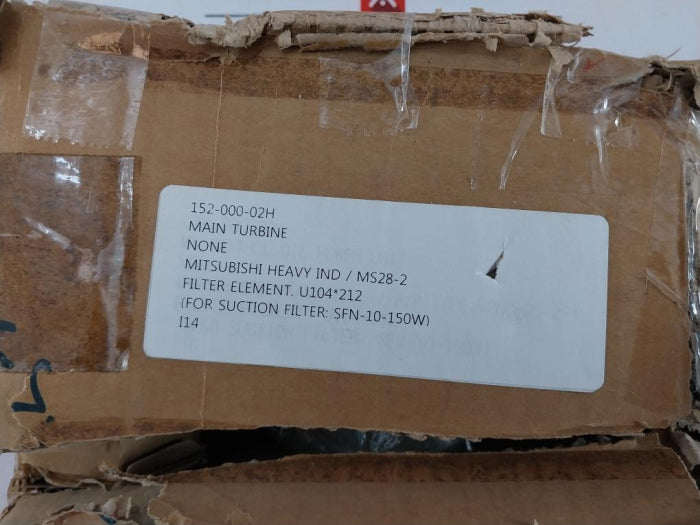 152-000-02H
MAIN TURBINE
NONE
MITSUBISHI HEAVY IND / MS28-2
FILTER ELEMENT. U104*212
(FOR SUCTION FILTER: SFN-10-150W)
I14